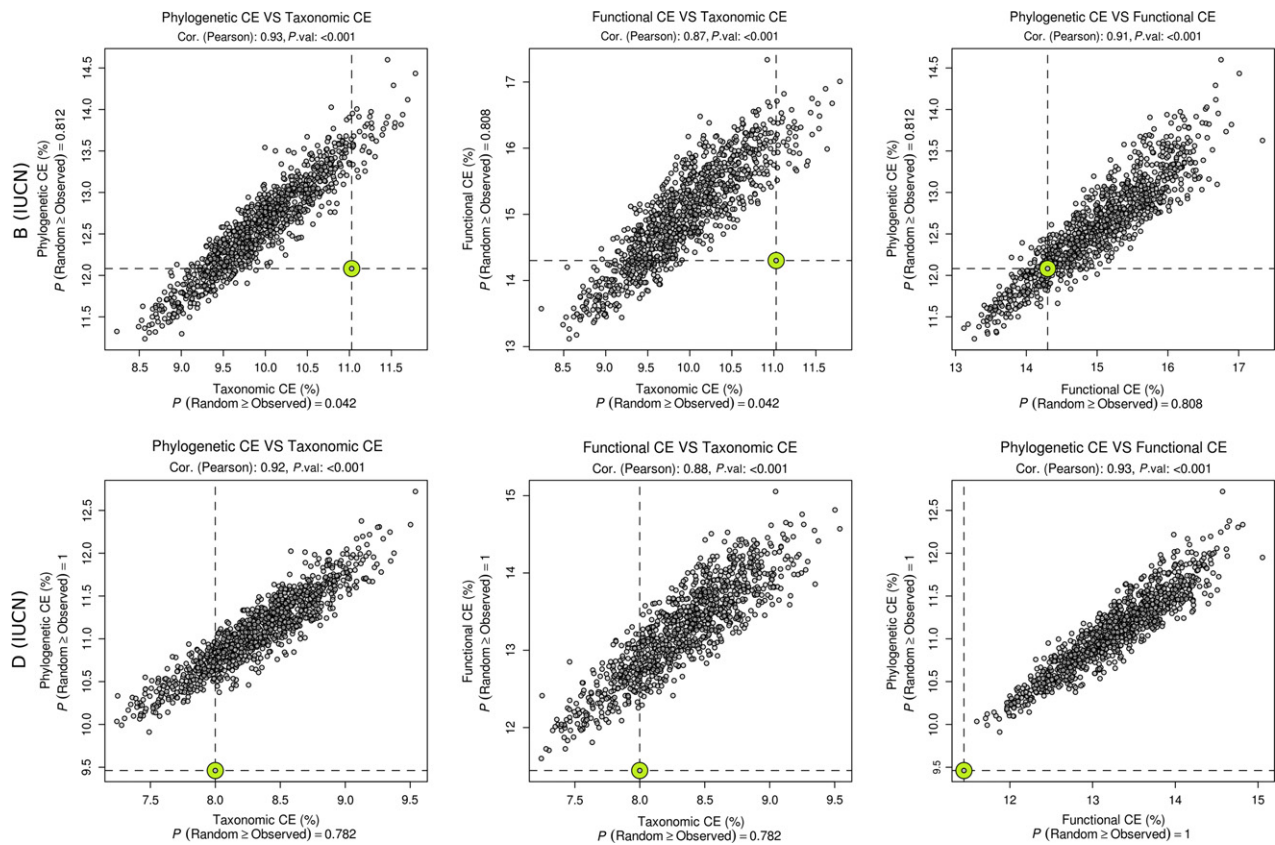 B (IUCN)
Phylogenetic CE VS Taxonomic CE
Cor. (Pearson): 0.93, P.val: <0.001
Phylogenetic CE (%)
P (Random ≥ Observed) = 0.812
14.5
14.0
13.5
13.0
12.5
12.0
11.5
8.5 9.0 9.5 10.0 10.5 11.0 11.5
Taxonomic CE (%)
P (Random ≥ Observed) = 0.042
Functional CE VS Taxonomic CE
Cor. (Pearson): 0.87, P.val: <0.001
Functional CE (%)
P (Random ≥ Observed) = 0.808
17
16
15
14
13
8.5 9.0 9.5 10.0 10.5 11.0 11.5
Taxonomic CE (%)
P (Random ≥ Observed) = 0.042
Phylogenetic CE VS Functional CE
Cor. (Pearson): 0.91, P.val: <0.001
Phylogenetic CE (%)
P (Random ≥ Observed) = 0.812
14.5
14.0
13.5
13.0
12.5
12.0
11.5
13 14 15 16 17
Functional CE (%)
P (Random ≥ Observed) = 0.808
D (IUCN)
Phylogenetic CE VS Taxonomic CE
Cor. (Pearson): 0.92, P.val: <0.001
Phylogenetic CE (%)
P (Random ≥ Observed) = 1
12.5
12.0
11.5
11.0
10.5
10.0
9.5
7.5 8.0 8.5 9.0 9.5
Taxonomic CE (%)
P (Random ≥ Observed) = 0.782
Functional CE VS Taxonomic CE
Cor. (Pearson): 0.88, P.val: <0.001
Functional CE (%)
P (Random ≥ Observed) = 1
15
14
13
12
7.5 8.0 8.5 9.0 9.5
Taxonomic CE (%)
P (Random ≥ Observed) = 0.782
Phylogenetic CE VS Functional CE
Cor. (Pearson): 0.93, P.val: <0.001
Phylogenetic CE (%)
P (Random ≥ Observed) = 1
12.5
12.0
11.5
11.0
10.5
10.0
9.5
12 13 14 15
Functional CE (%)
P (Random ≥ Observed) = 1